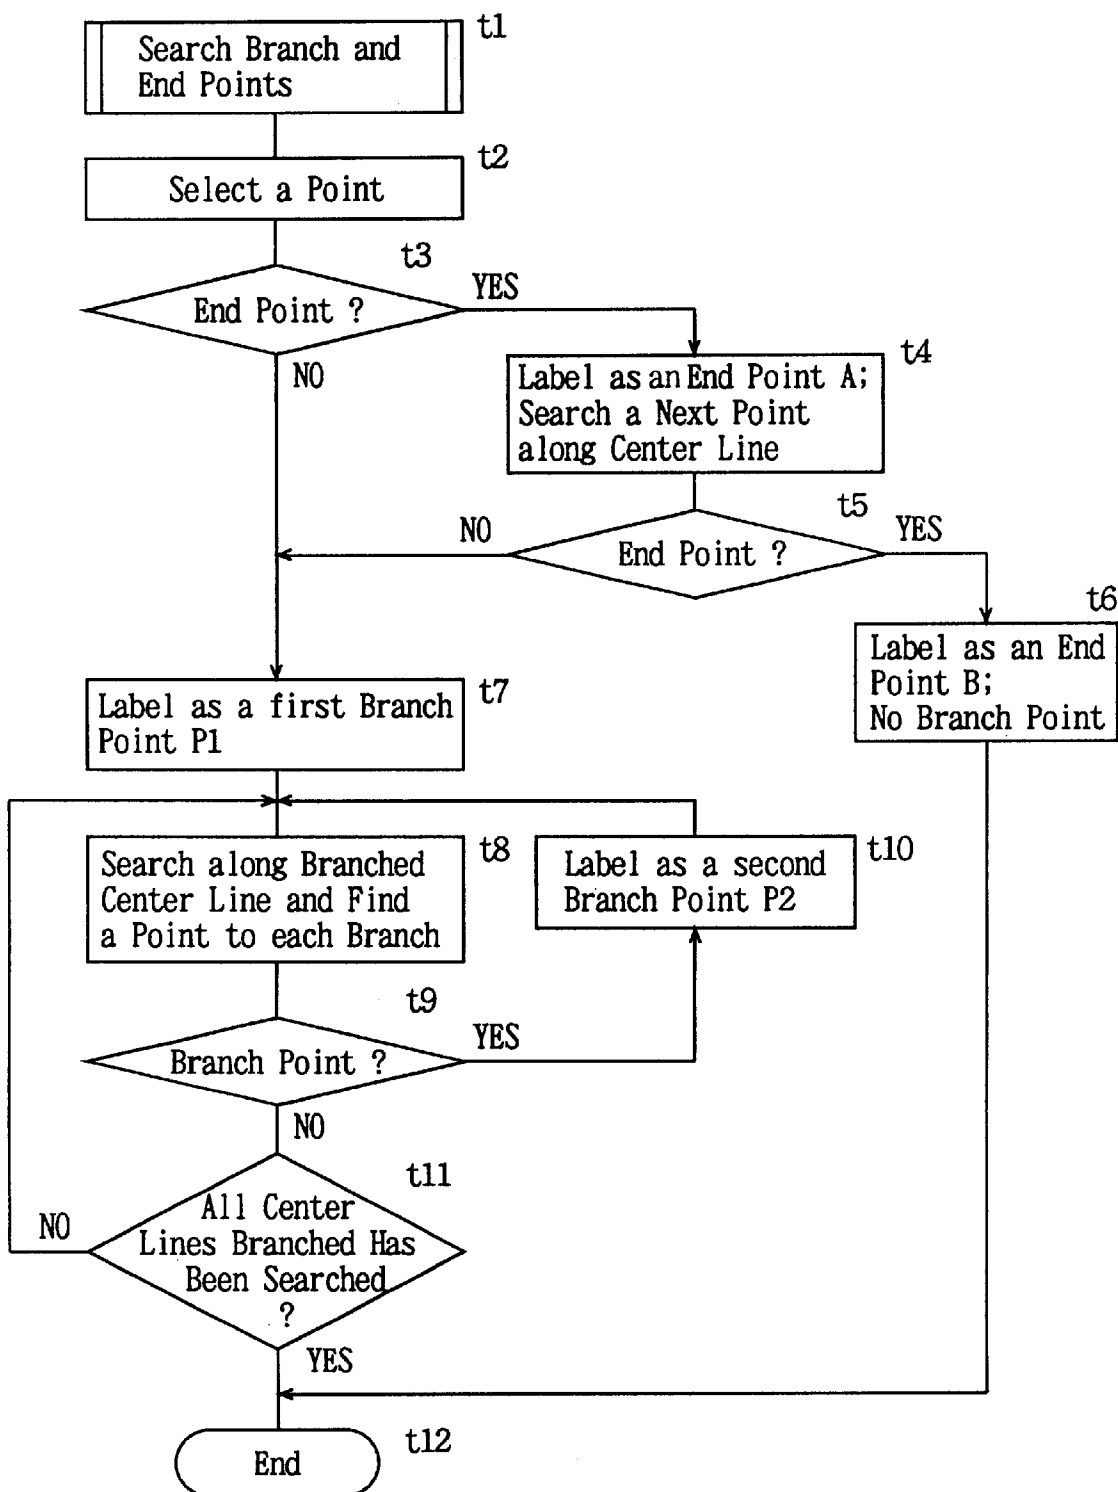 t1
Search Branch and
End Points
t2
Select a Point
t3
End Point ?
YES
NO
t4
Label as an End Point A;
Search a Next Point
along Center Line
t5
End Point ?
NO
YES
t6
Label as an End
Point B;
No Branch Point
t7
Label as a first Branch
Point P1
t8
Search along Branched
Center Line and Find
a Point to each Branch
t10
Label as a second
Branch Point P2
t9
Branch Point ?
YES
NO
t11
All Center
Lines Branched Has
Been Searched
?
NO
YES
t12
End